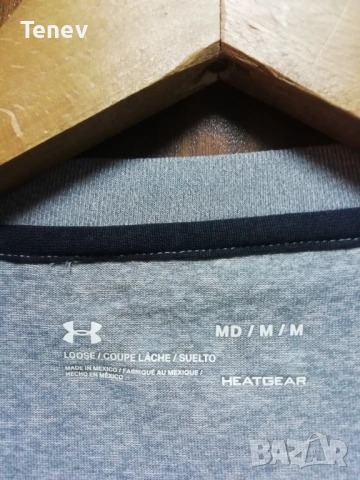 Tenev
MD / M / M
LOOSE / COUPE LÂCHE / SUELTO
MADE IN MEXICO / FABRIQUÉ AU MEXIQUE /
HECHO EN MÉXICO
HEATGEAR
BAZAR